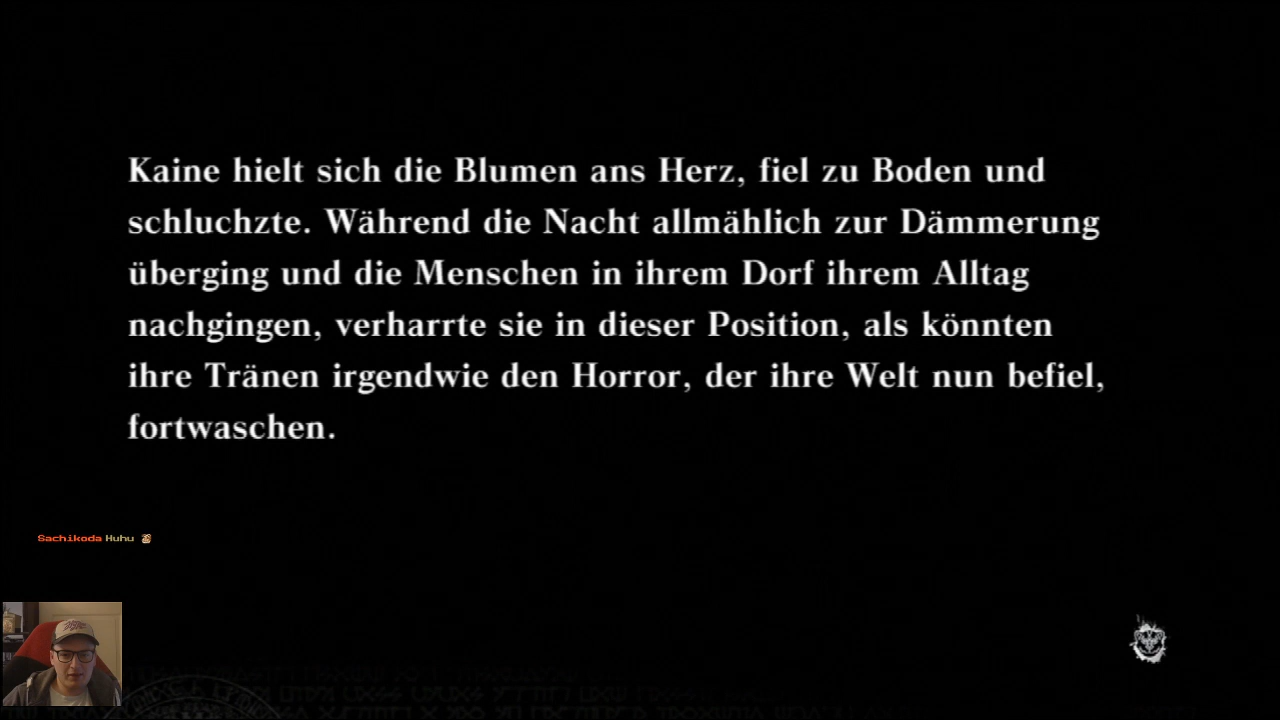 Kaine hielt sich die Blumen ans Herz, fiel zu Boden und
schluchzte. Während die Nacht allmählich zur Dämmerung
überging und die Menschen in ihrem Dorf ihrem Alltag
nachgingen, verharrte sie in dieser Position, als könnten
ihre Tränen irgendwie den Horror, der ihre Welt nun befiel,
fortwaschen.
Sachikoda Huhu